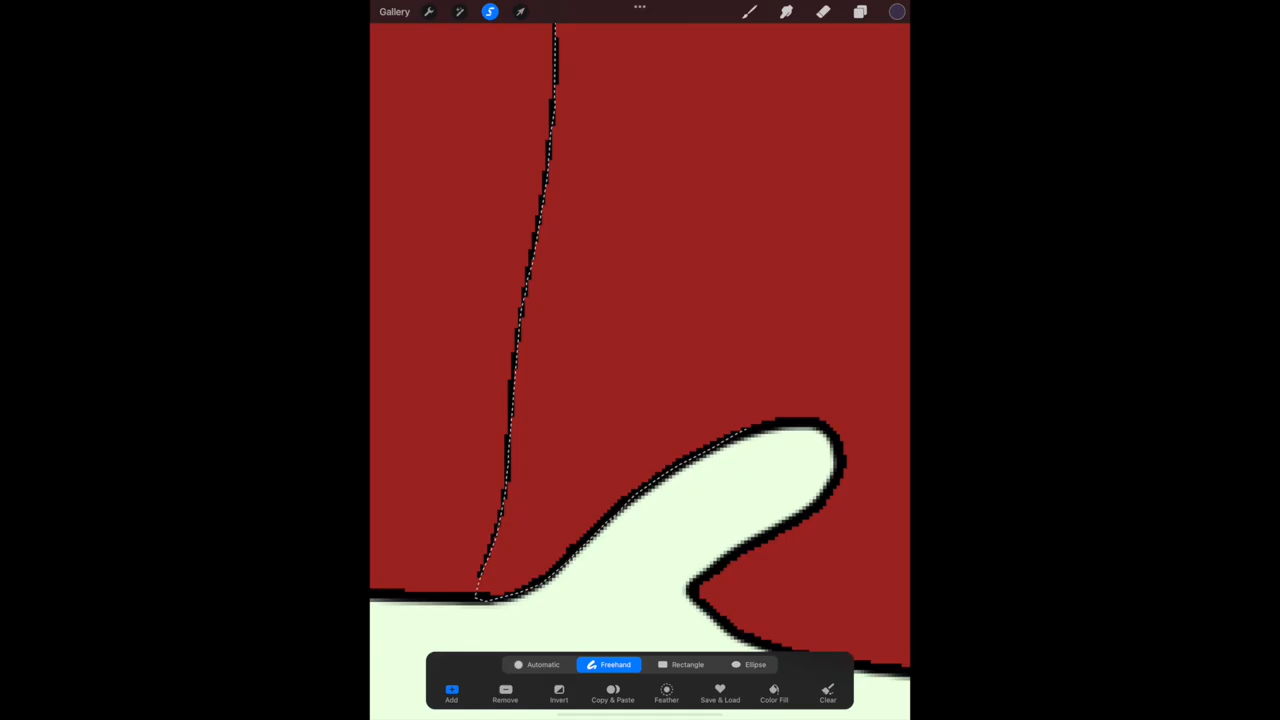 Gallery
Automatic Freehand Rectangle Ellipse
Add Remove Invert Copy & Paste Feather Save & Load Color Fill Clear